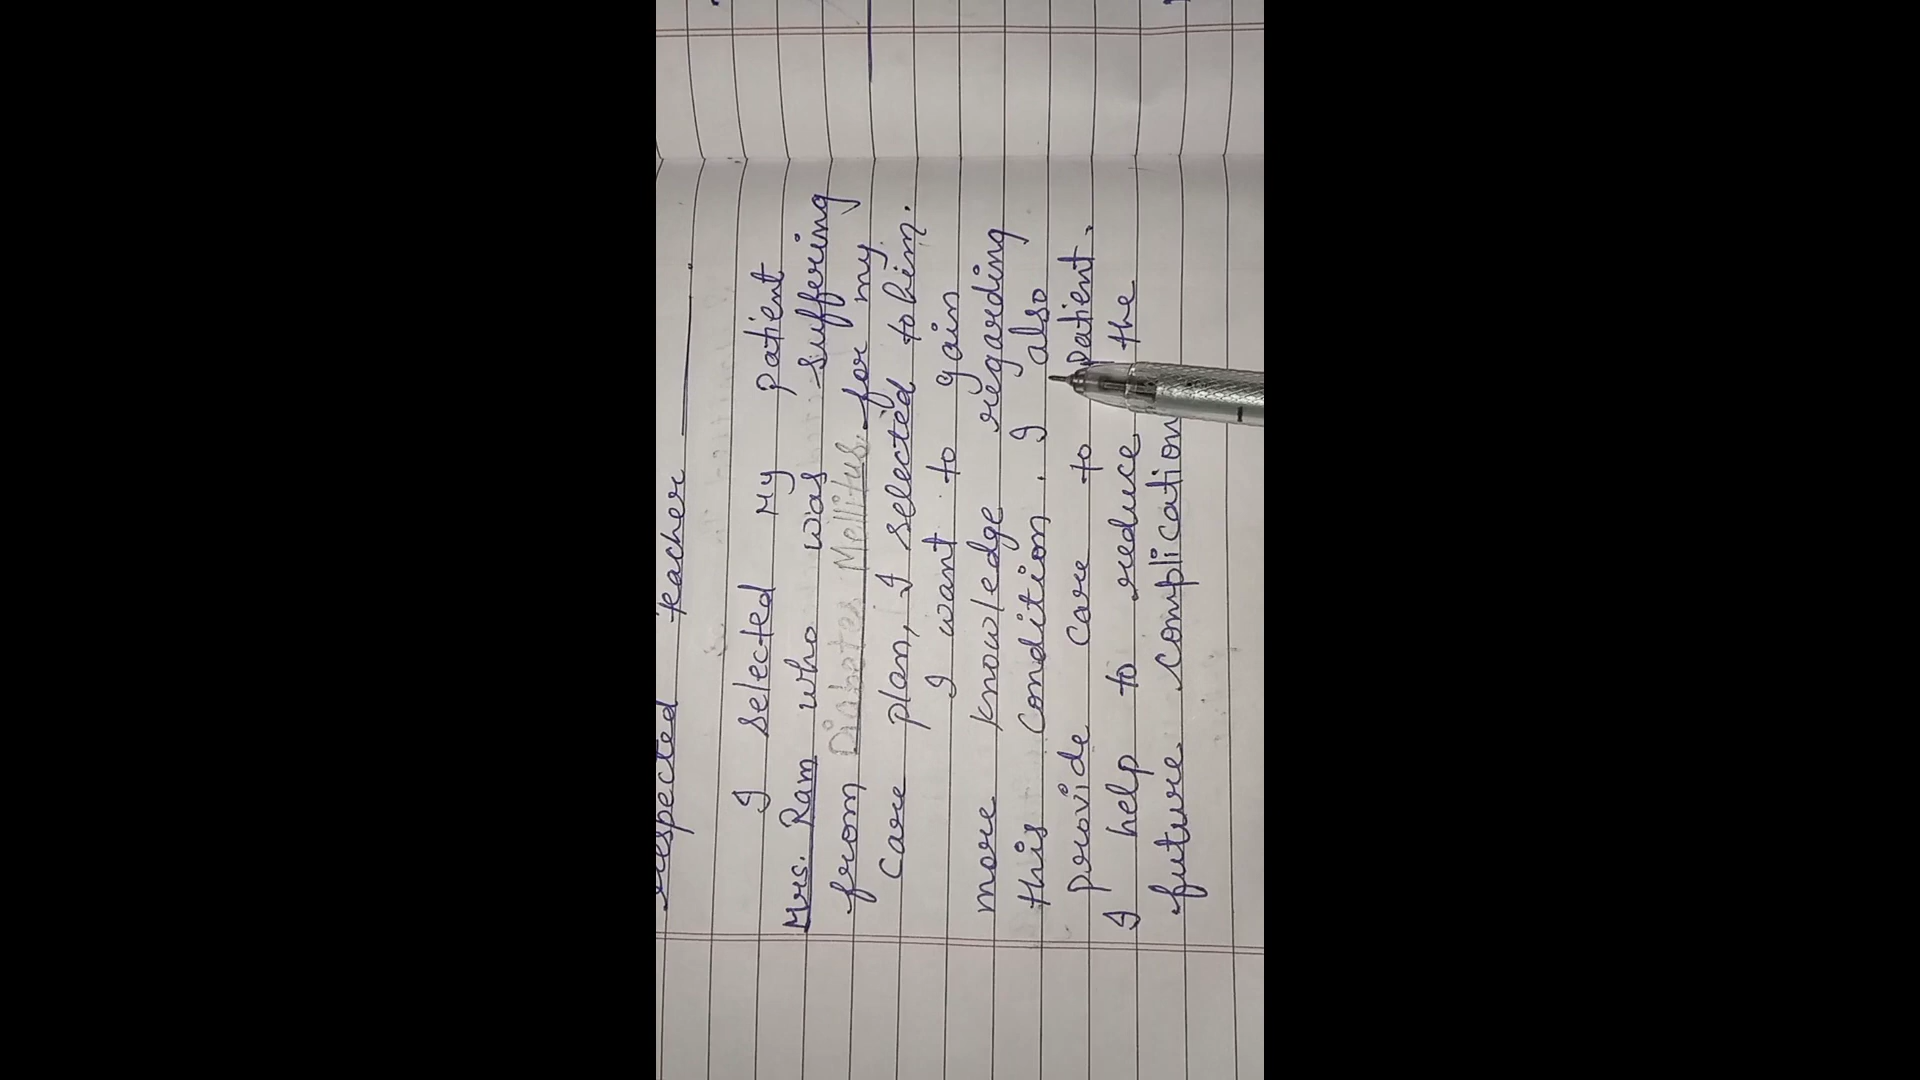 respected teacher
I selected My patient
Mrs. Ram who was suffering
from Diabetes Mellitus for my
care plan, I selected to him.
I want to gain
more knowledge regarding
this condition. I also
provide care to patient.
I help to reduce the
future complication